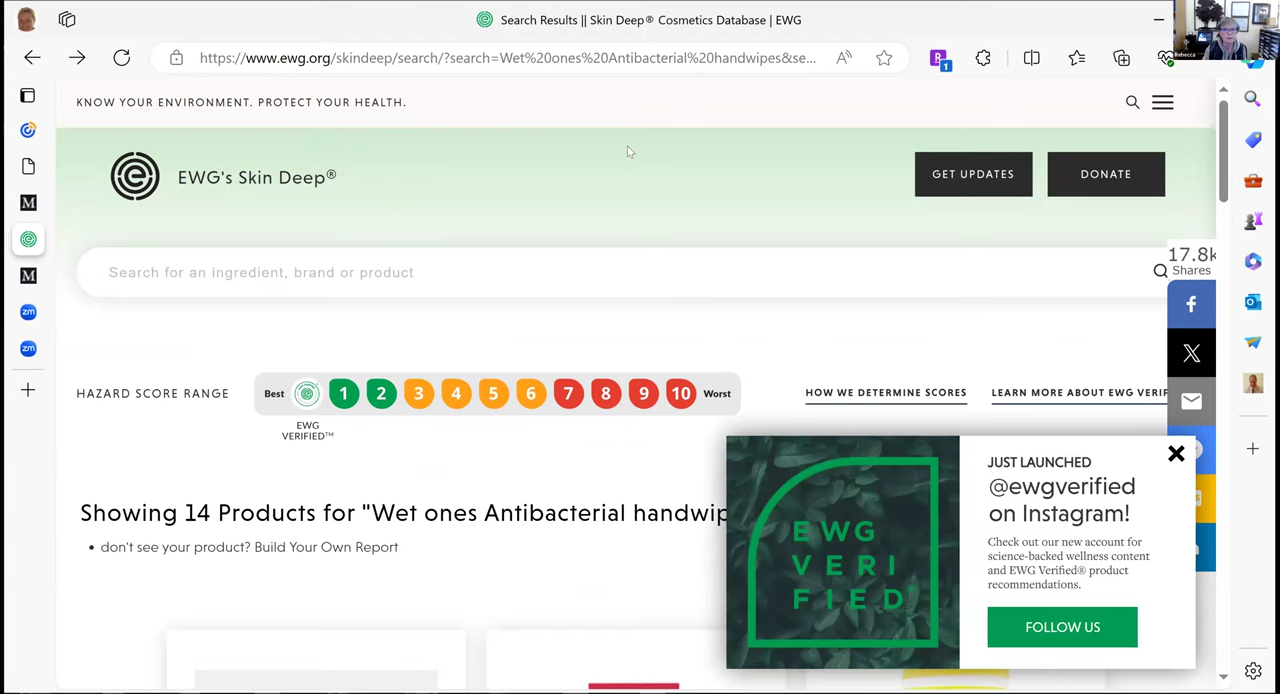 Search Results || Skin Deep® Cosmetics Database | EWG
https://www.ewg.org/skindeep/search/?search=Wet%20ones%20Antibacterial%20handwipes&se...
1
Rebecca
KNOW YOUR ENVIRONMENT. PROTECT YOUR HEALTH.
EWG's Skin Deep®
GET UPDATES
DONATE
Search for an ingredient, brand or product
17.8k
Shares
HAZARD SCORE RANGE
Best 1 2 3 4 5 6 7 8 9 10 Worst
EWG
VERIFIED™
HOW WE DETERMINE SCORES
LEARN MORE ABOUT EWG VERIF
Showing 14 Products for "Wet ones Antibacterial handwip
don't see your product? Build Your Own Report
EWG
VERI
FIED
JUST LAUNCHED
@ewgverified
on Instagram!
Check out our new account for
science-backed wellness content
and EWG Verified® product
recommendations.
FOLLOW US
M
M
zm
zm